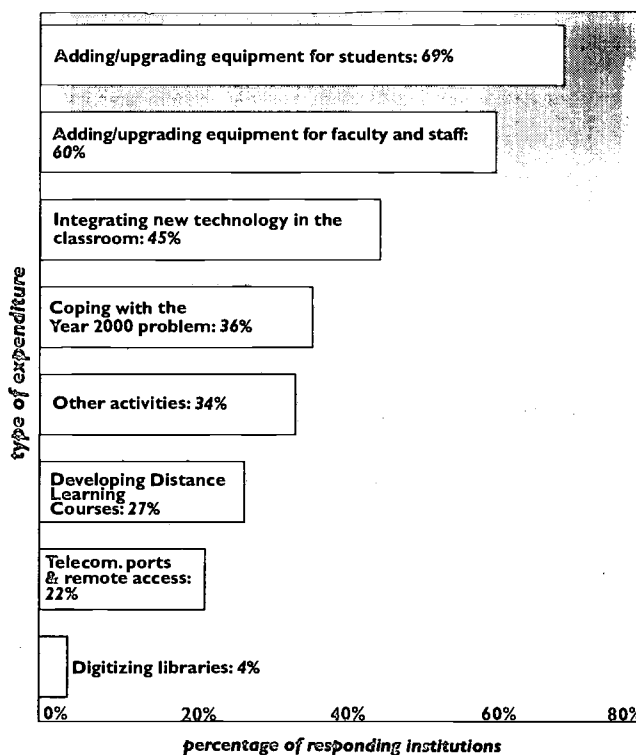 Adding/upgrading equipment for students: 69%
Adding/upgrading equipment for faculty and staff:
60%
Integrating new technology in the
classroom: 45%
Coping with the
Year 2000 problem: 36%
Other activities: 34%
Developing Distance
Learning
Courses: 27%
Telecom. ports
& remote access:
22%
Digitizing libraries: 4%
type of expenditure
0% 20% 40% 60% 80%
percentage of responding institutions